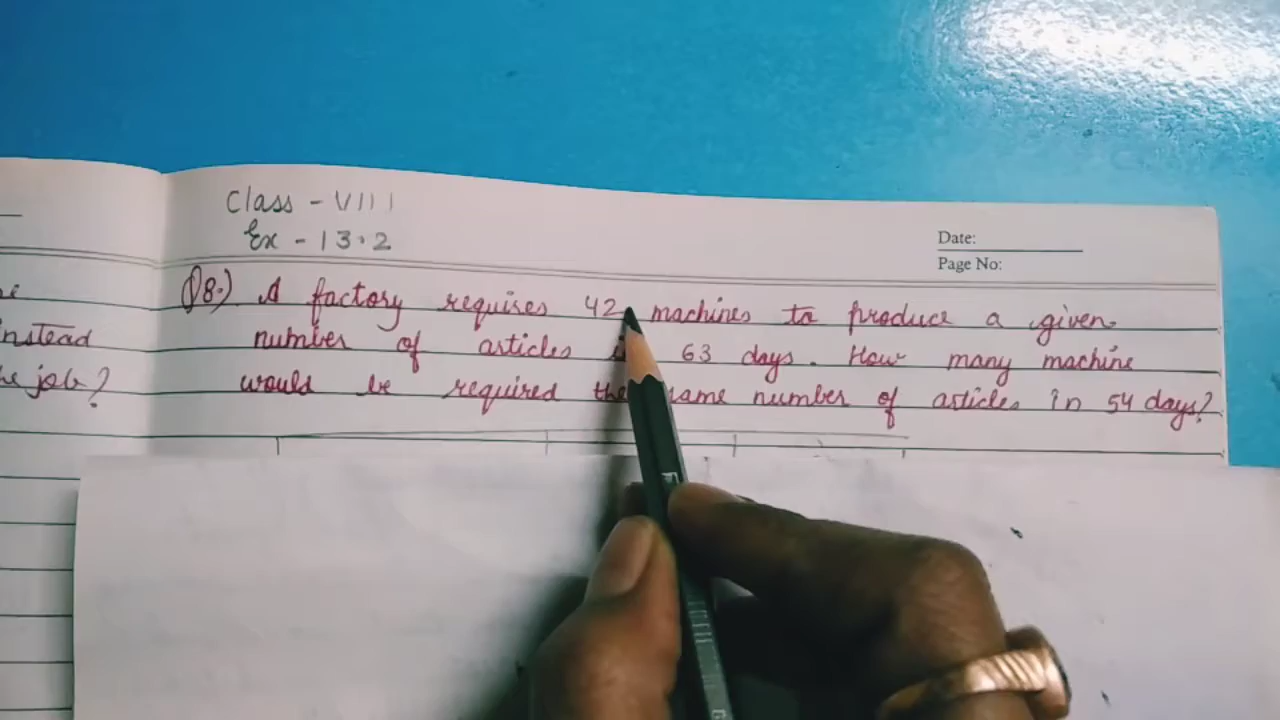 Class - VIII
Ex - 13.2
Date:
Page No:
Q8.) A factory requires 42 machines to produce a given
number of articles 63 days. How many machine
would be required the same number of articles in 54 days?
instead
job?